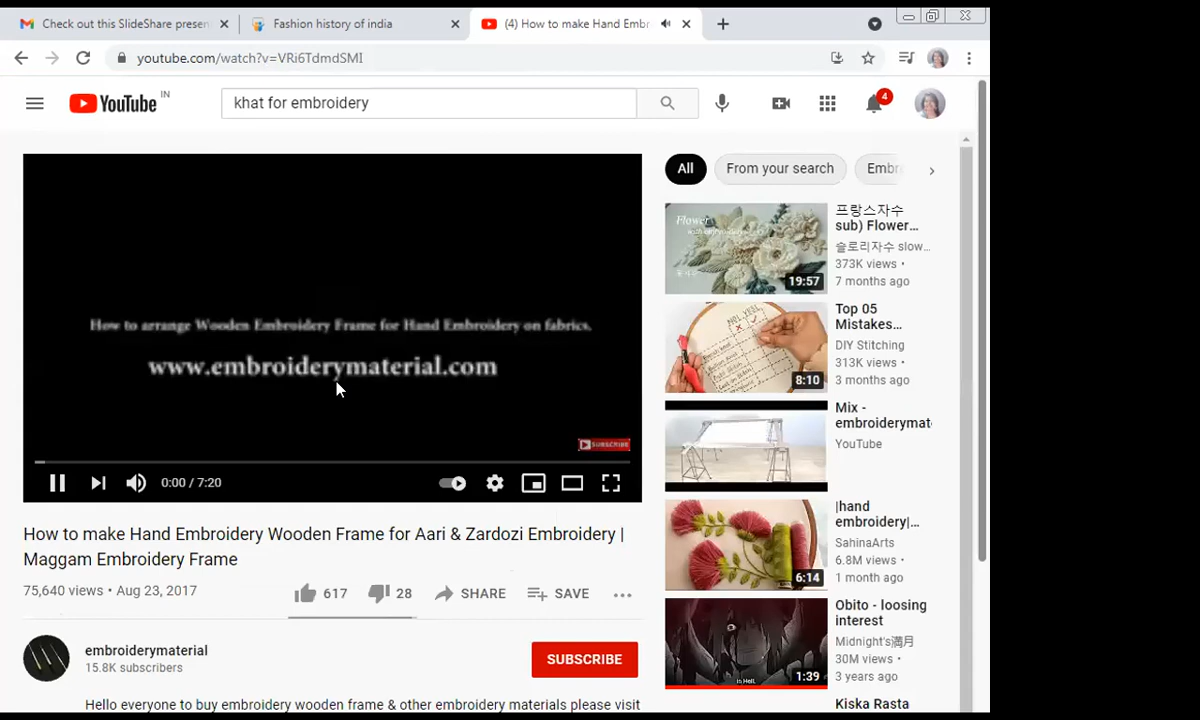 Check out this SlideShare presen
Fashion history of india
(4) How to make Hand Embr
youtube.com/watch?v=VRi6TdmdSMI
YouTube IN
khat for embroidery
4
How to arrange Wooden Embroidery Frame for Hand Embroidery on fabrics.
www.embroiderymaterial.com
SUBSCRIBE
0:00 / 7:20
How to make Hand Embroidery Wooden Frame for Aari & Zardozi Embroidery |
Maggam Embroidery Frame
75,640 views • Aug 23, 2017
617
28
SHARE
SAVE
embroiderymaterial
15.8K subscribers
SUBSCRIBE
Hello everyone to buy embroidery wooden frame & other embroidery materials please visit
All
From your search
Embr
Flower
19:57
프랑스자수
sub) Flower…
슬로리자수 slow…
373K views •
7 months ago
8:10
Top 05
Mistakes…
DIY Stitching
313K views •
3 months ago
Mix -
embroidermate
YouTube
6:14
|hand
embroidery|…
SahinaArts
6.8M views •
1 month ago
in Hell.
1:39
Obito - loosing
interest
Midnight's満月
30M views •
3 years ago
Kiska Rasta